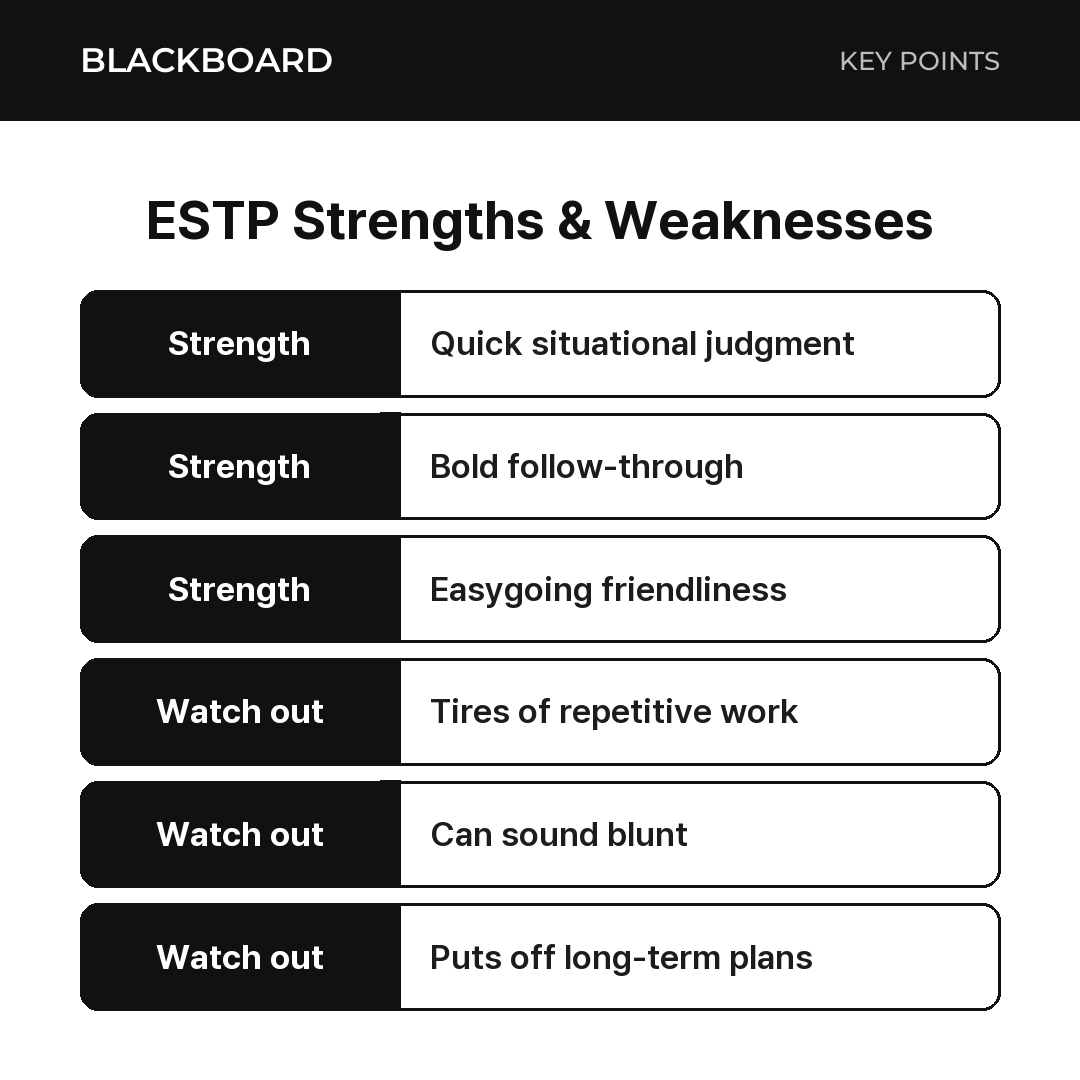 BLACKBOARD
KEY POINTS
ESTP Strengths & Weaknesses
Strength
Quick situational judgment
Strength
Bold follow-through
Strength
Easygoing friendliness
Watch out
Tires of repetitive work
Watch out
Can sound blunt
Watch out
Puts off long-term plans